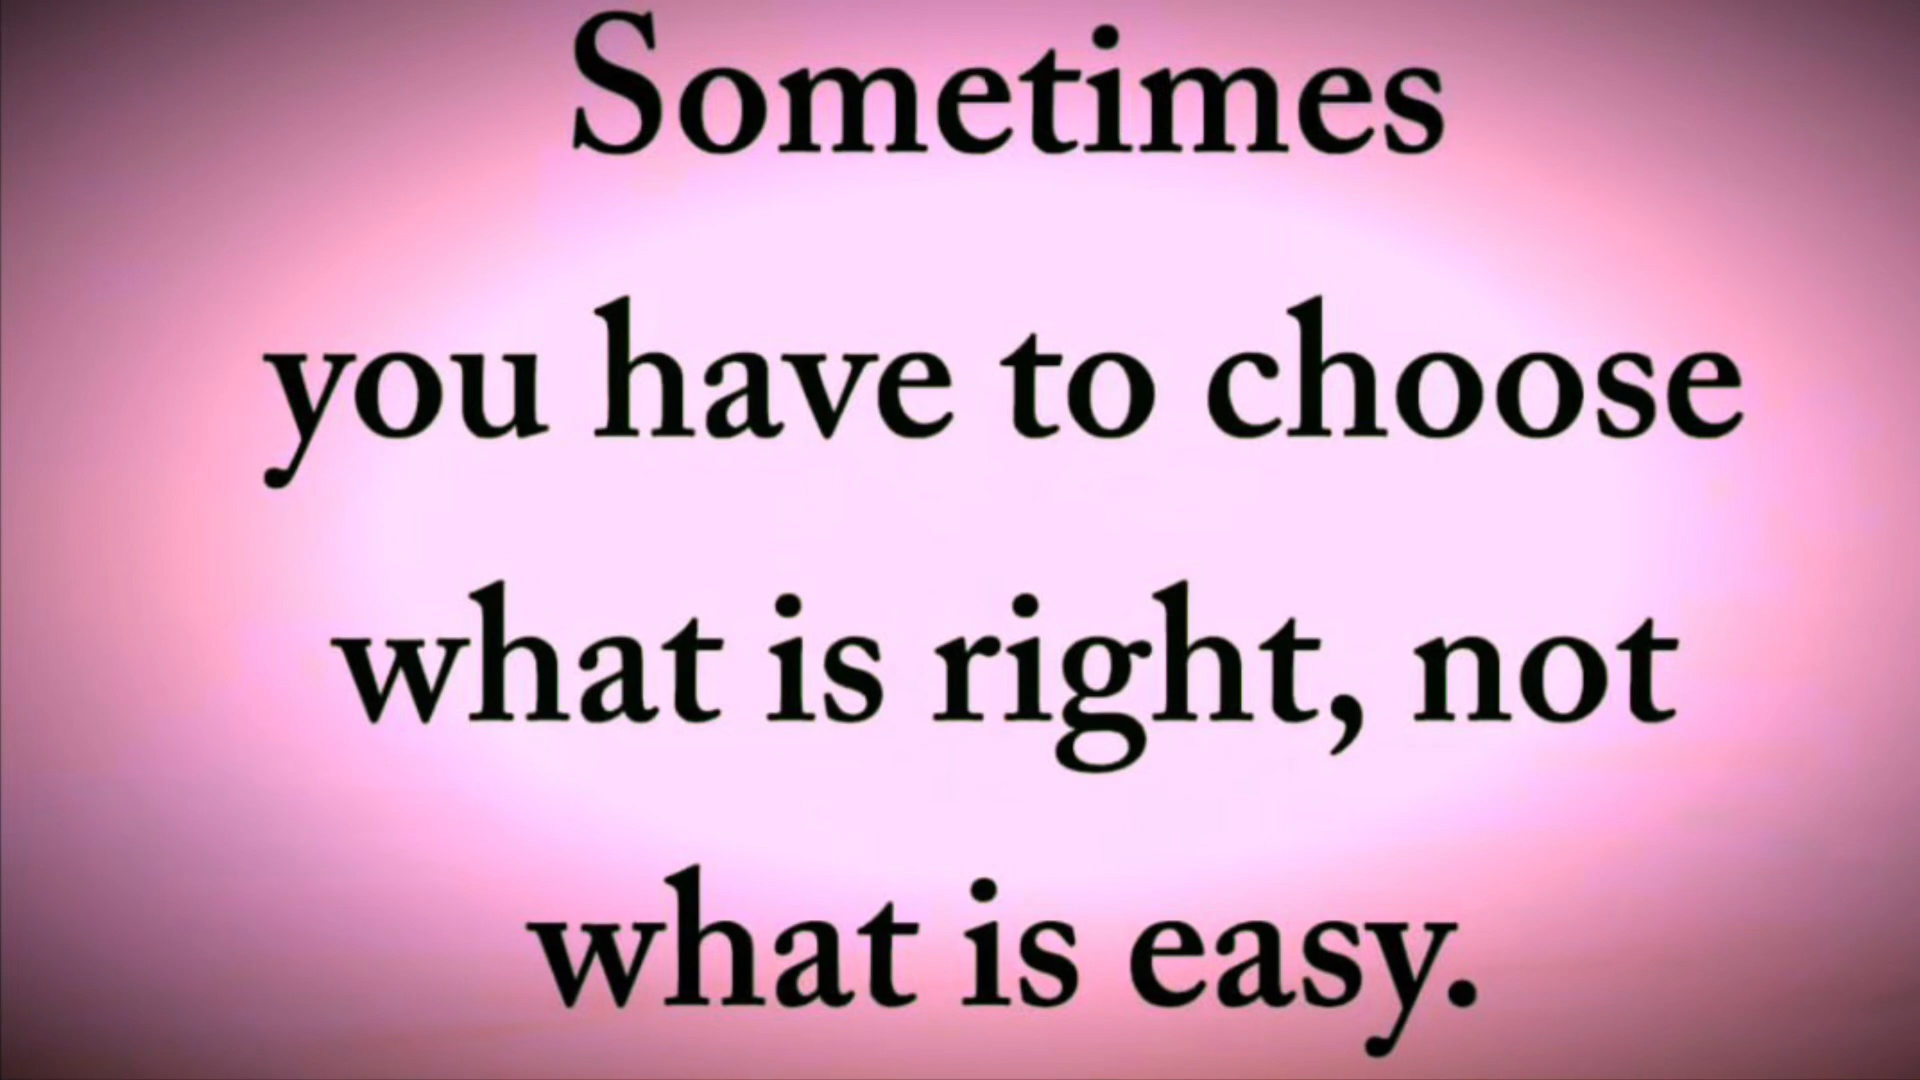 Sometimes
you have to choose
what is right, not
what is easy.